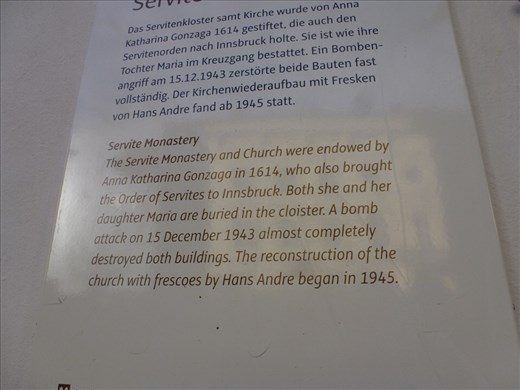 Das Servitenkloster samt Kirche wurde von Anna
Katharina Gonzaga 1614 gestiftet, die auch den
Servitenorden nach Innsbruck holte. Sie ist wie ihre
Tochter Maria im Kreuzgang bestattet. Ein Bomben-
angriff am 15.12.1943 zerstörte beide Bauten fast
vollständig. Der Kirchenwiederaufbau mit Fresken
von Hans Andre fand ab 1945 statt.
Servite Monastery
The Servite Monastery and Church were endowed by
Anna Katharina Gonzaga in 1614, who also brought
the Order of Servites to Innsbruck. Both she and her
daughter Maria are buried in the cloister. A bomb
attack on 15 December 1943 almost completely
destroyed both buildings. The reconstruction of the
church with frescoes by Hans Andre began in 1945.